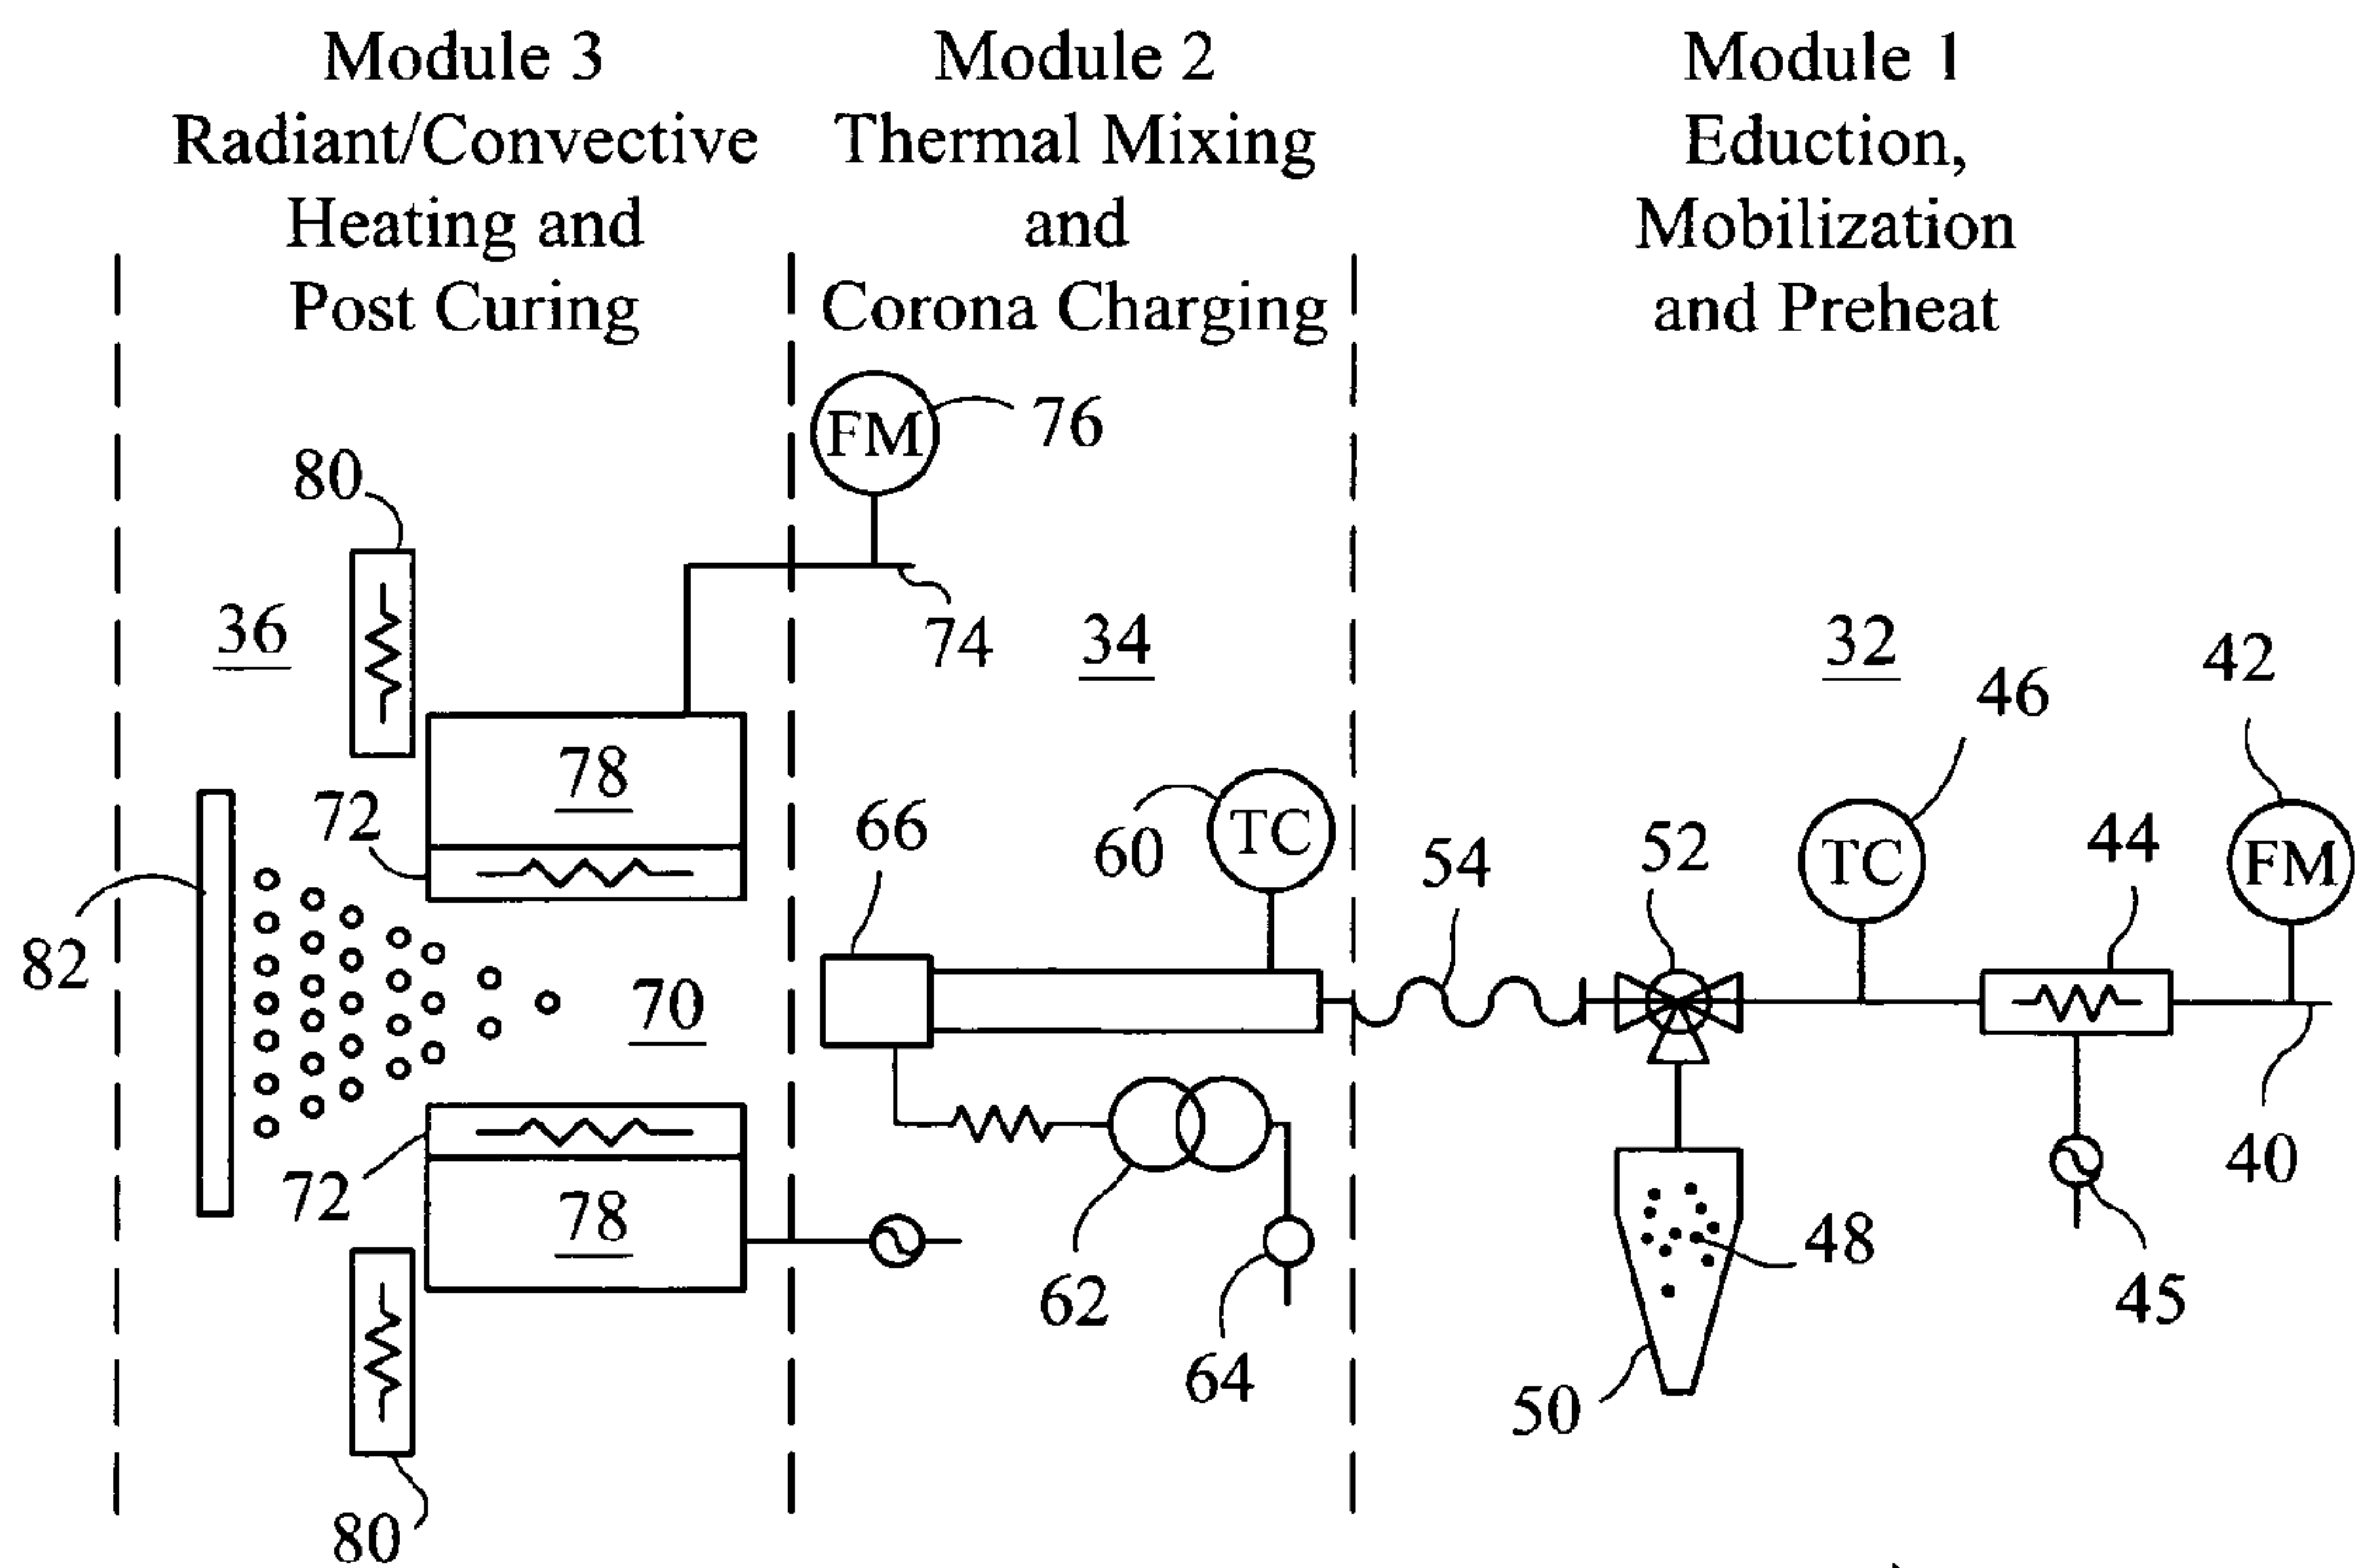 Module 3
Radiant/Convective
Heating and
Post Curing
Module 2
Thermal Mixing
and
Corona Charging
Module 1
Eduction,
Mobilization
and Preheat
FM
76
80
36
74
34
32
46
42
78
72
66
60
TC
54
52
TC
44
FM
82
70
72
78
62
64
48
50
40
45
80